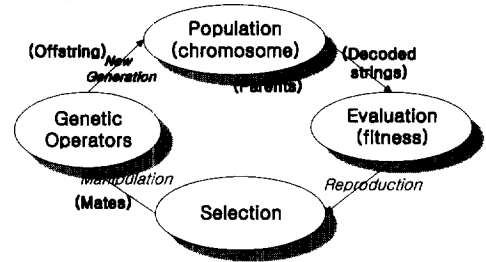 Population
(chromosome)
(Offstring)
New
Generation
(Decoded
strings)
(Parents)
Genetic
Operators
Evaluation
(fitness)
Manipulation
(Mates)
Reproduction
Selection